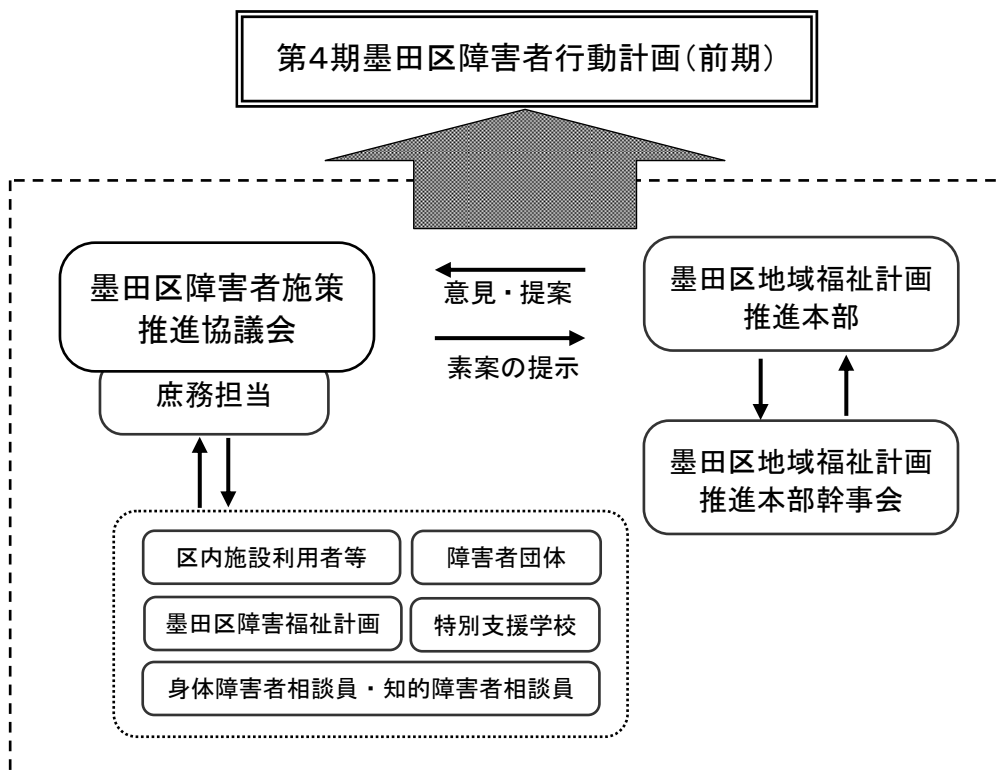 第4期墨田区障害者行動計画（前期）
墨田区障害者施策
推進協議会
庶務担当
意見・提案
素案の提示
墨田区地域福祉計画
推進本部
墨田区地域福祉計画
推進本部幹事会
区内施設利用者等
障害者団体
墨田区障害福祉計画
特別支援学校
身体障害者相談員・知的障害者相談員